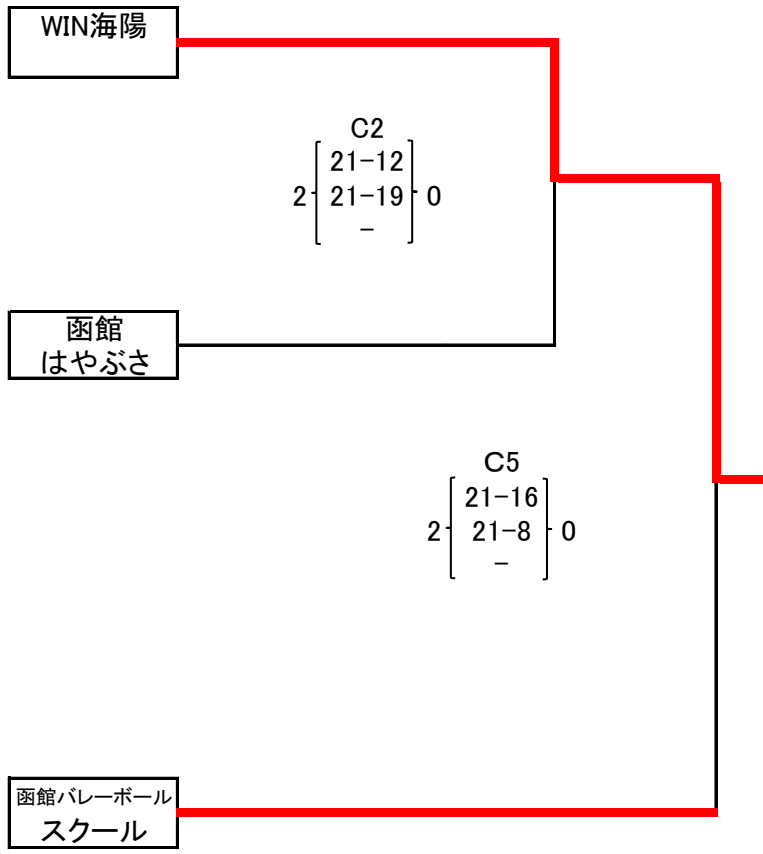 WIN海陽
C2
21-12
2 21-19 0
-
函館
はやぶさ
C5
21-16
2 21-8 0
-
函館バレーボール
スクール